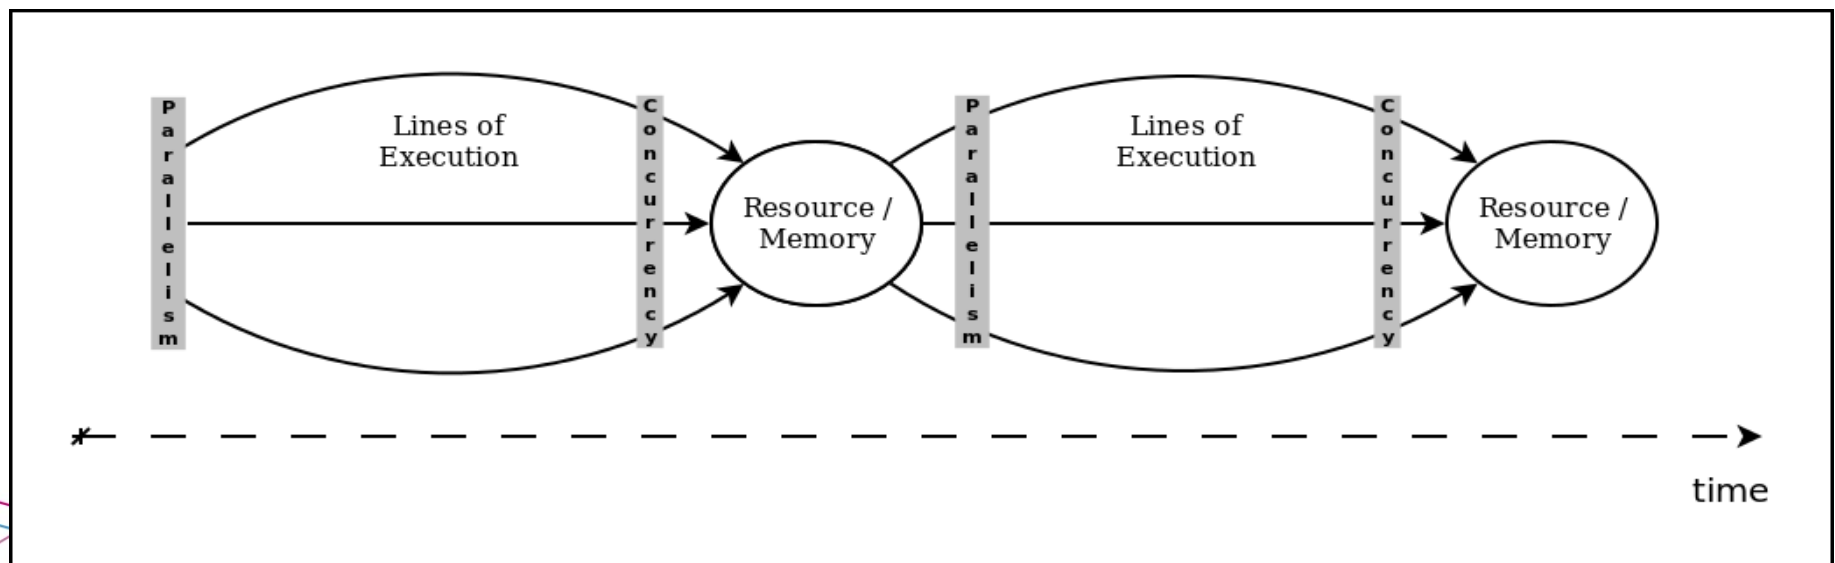 Parallelism
Lines of
Execution
Concurrency
Resource /
Memory
Parallelism
Lines of
Execution
Concurrency
Resource /
Memory
time